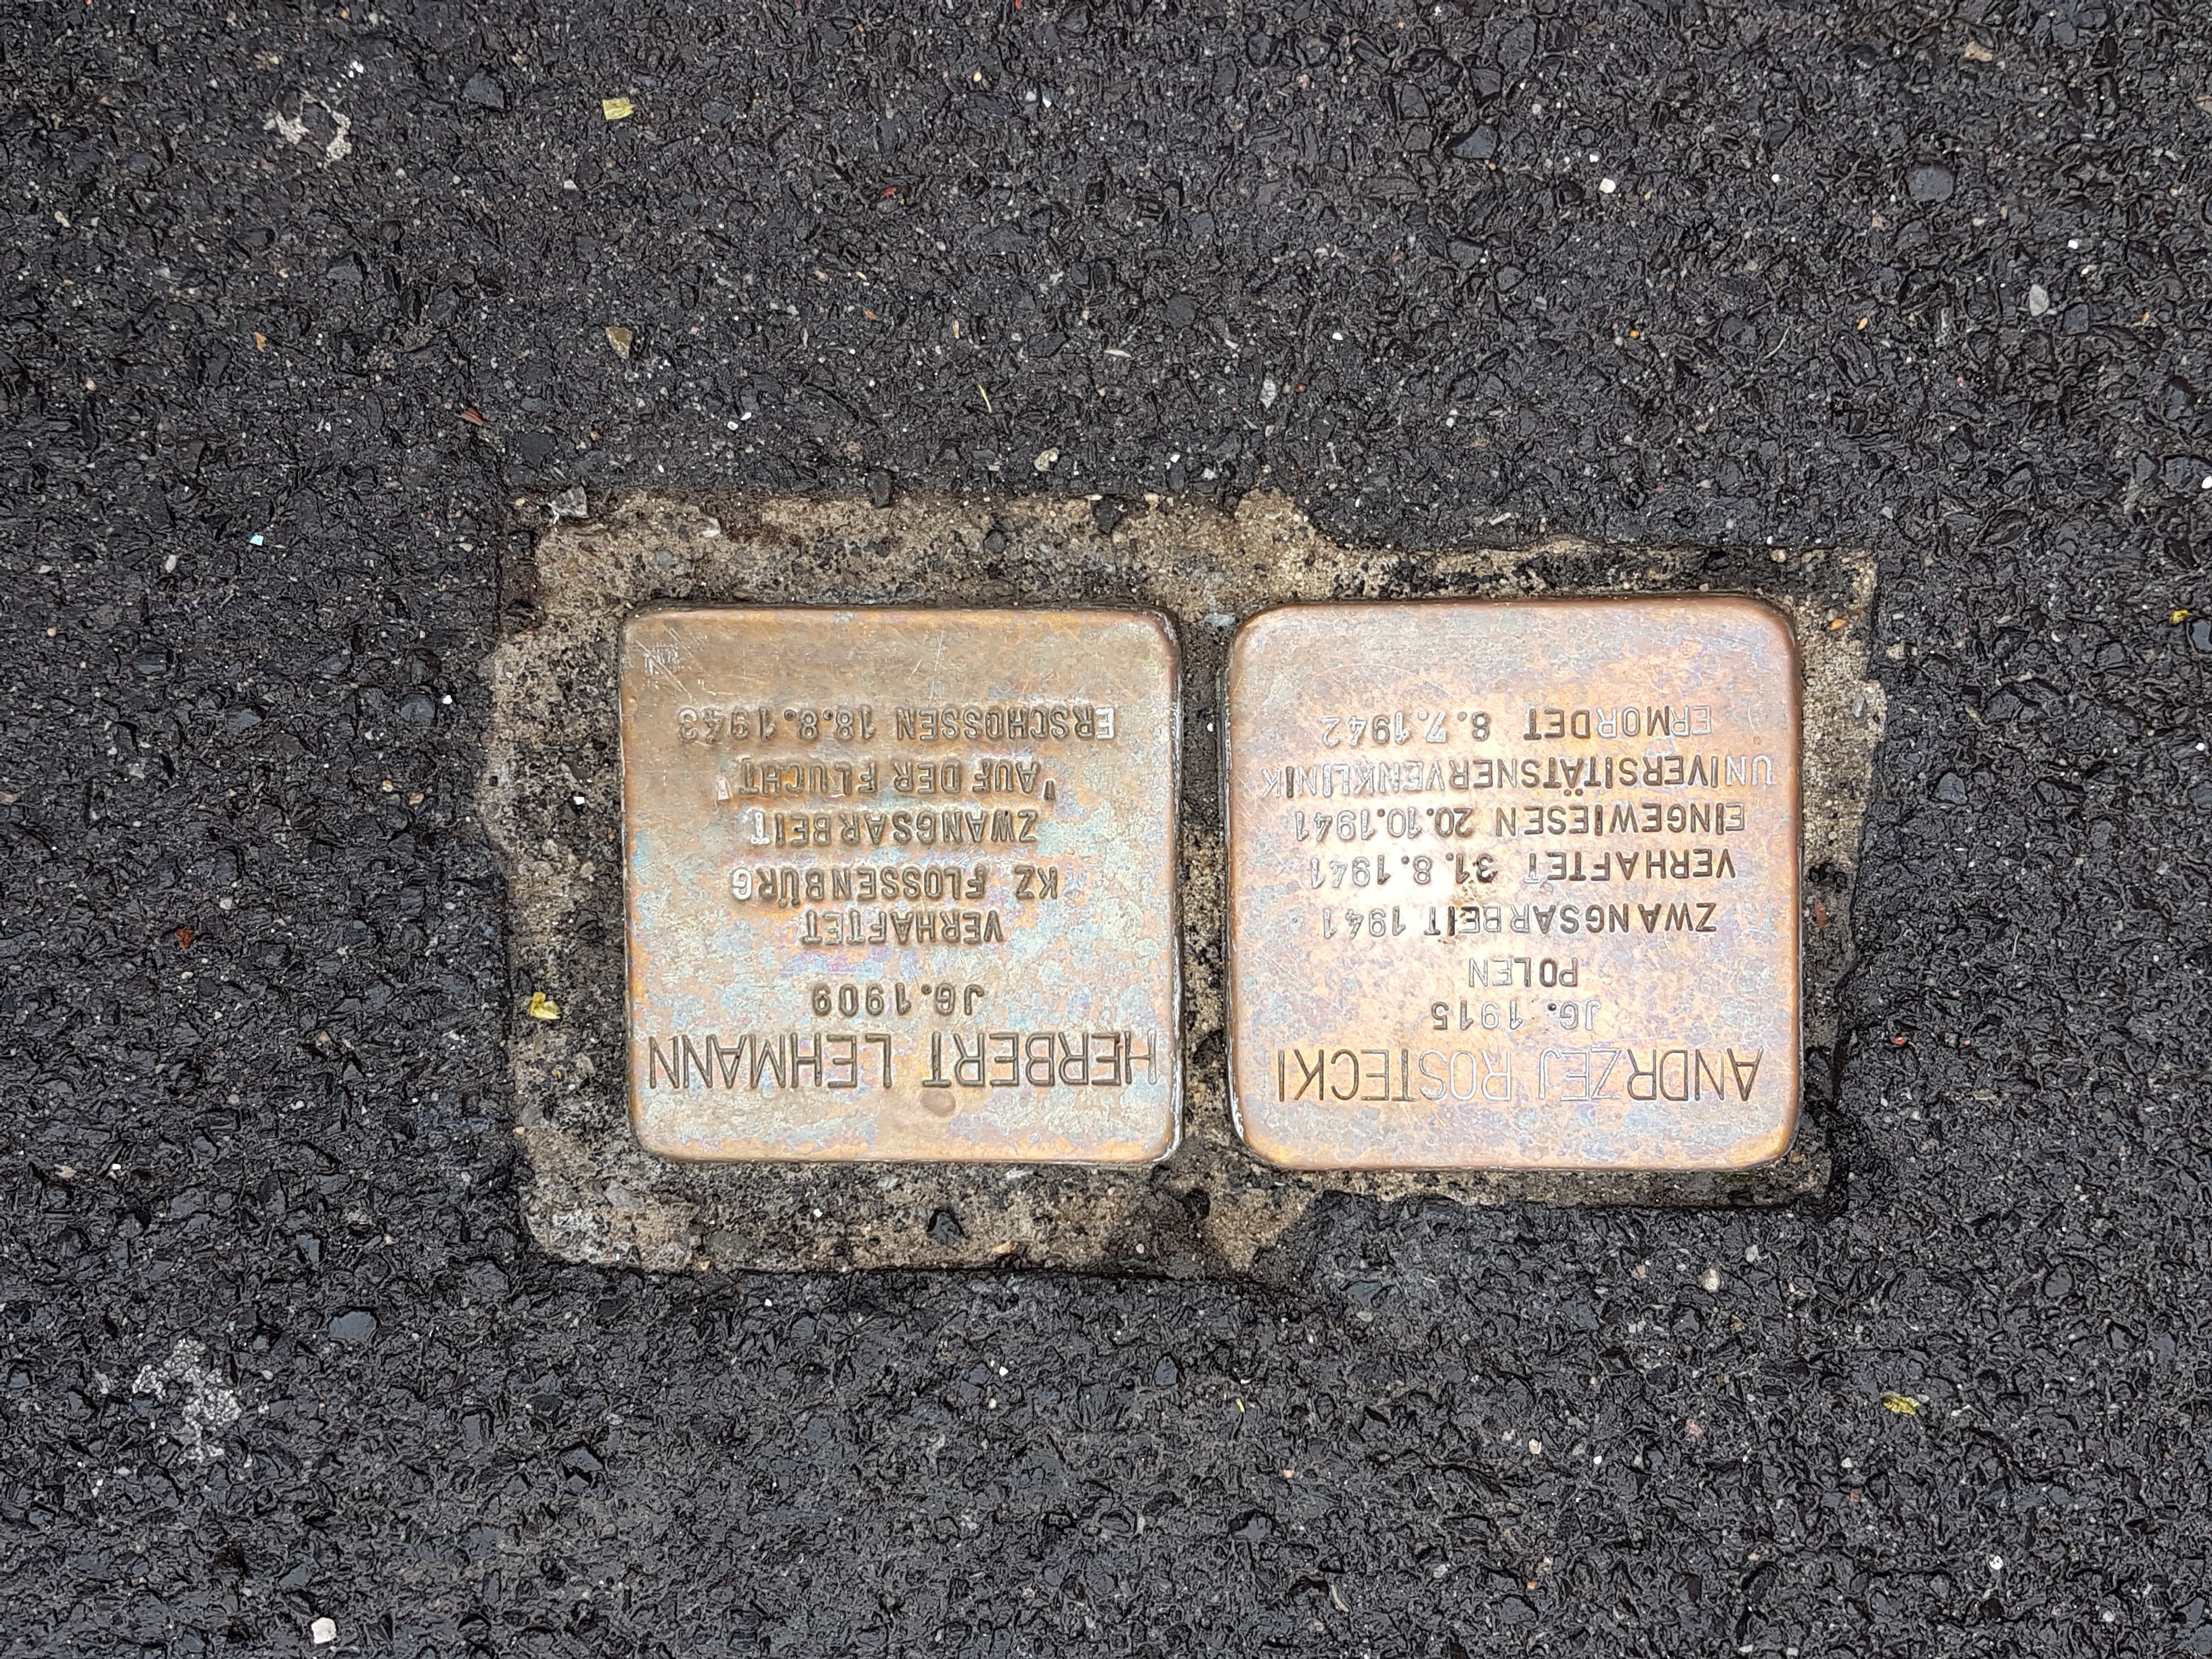 ANDRZEJ ROSTECKI
JG. 1915
POLEN
ZWANGSARBEIT 1941
VERHAFTET 31.8.1941
EINGEWIESEN 20.10.1941
UNIVERSITÄTSNERVENKLINIK
ERMORDET 8.7.1942
HERBERT LEHMANN
JG.1909
VERHAFTET
KZ FLOSSENBÜRG
ZWANGSARBEIT
"AUF DER FLUCHT"
ERSCHOSSEN 18.8.1943